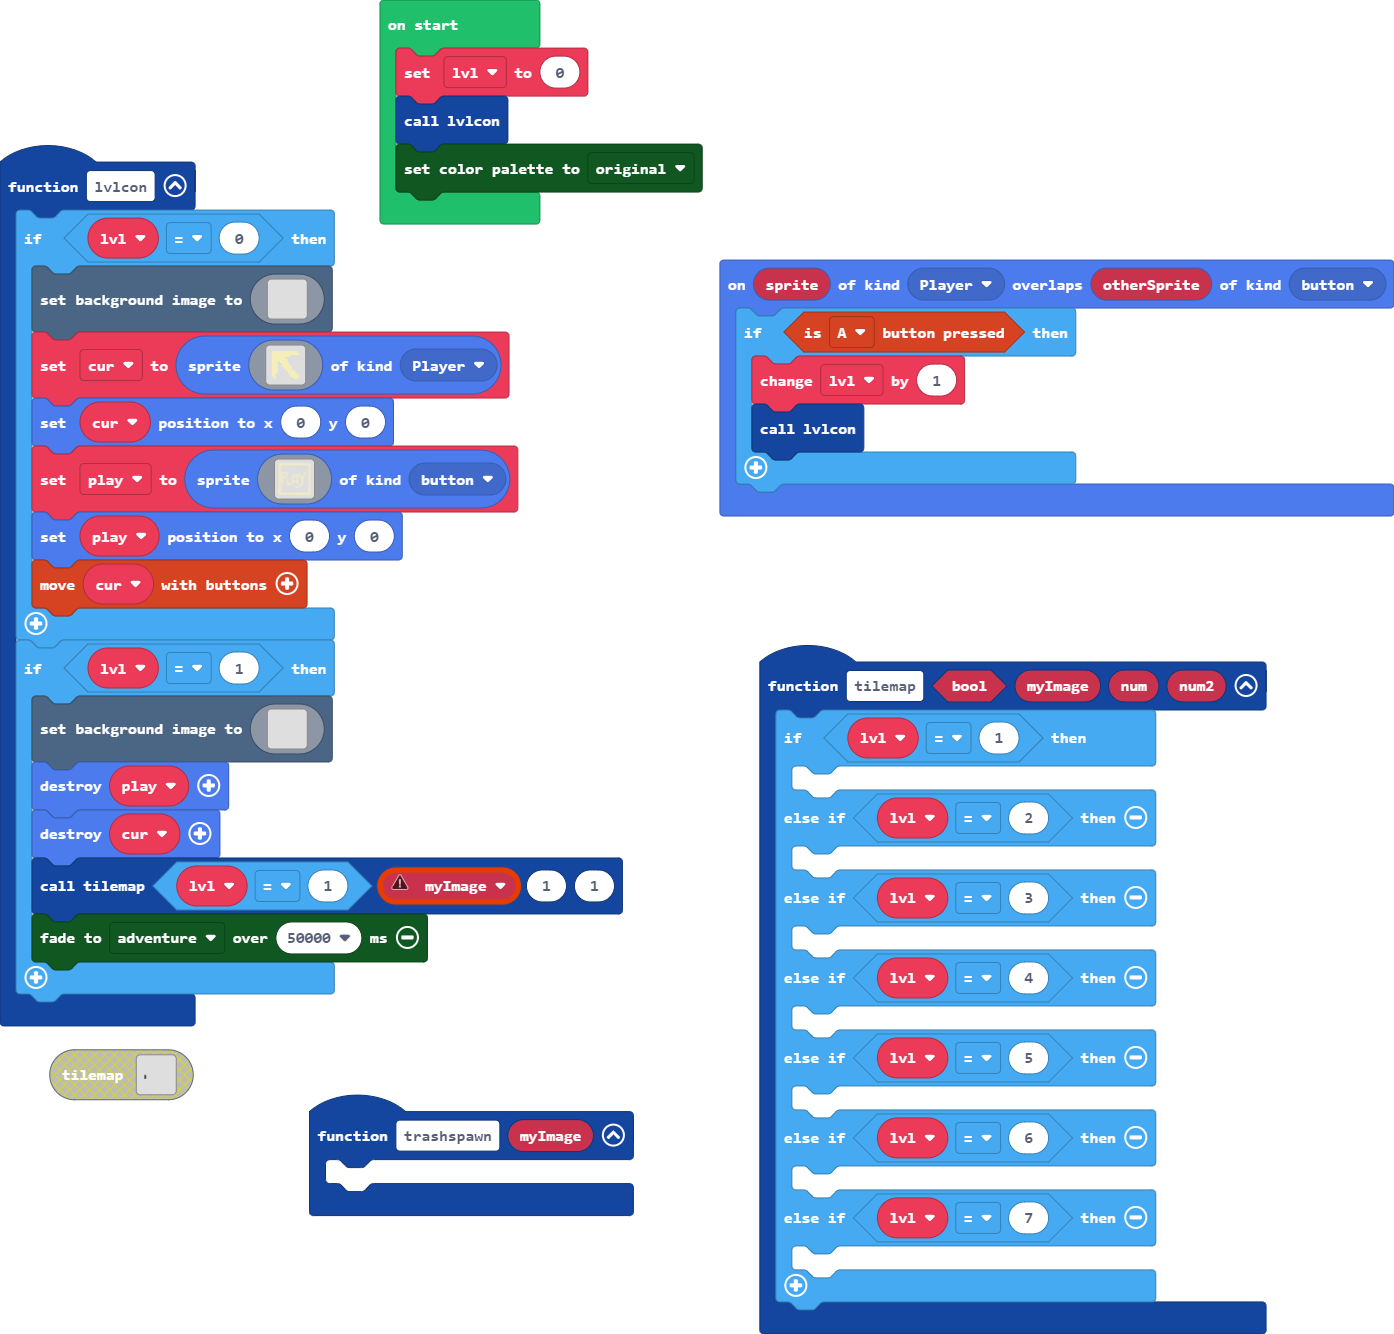 on start
set lvl to 0
call lvlcon
set color palette to original
function lvlcon
if lvl = 0 then
set background image to
set cur to sprite of kind Player
set cur position to x 0 y 0
set play to sprite PLAY of kind button
set play position to x 0 y 0
move cur with buttons
if lvl = 1 then
set background image to
destroy play
destroy cur
call tilemap lvl = 1 myImage 1 1
fade to adventure over 50000 ms
tilemap
function trashspawn myImage
on sprite of kind Player overlaps otherSprite of kind button
if is A button pressed then
change lvl by 1
call lvlcon
function tilemap bool myImage num num2
if lvl = 1 then
else if lvl = 2 then
else if lvl = 3 then
else if lvl = 4 then
else if lvl = 5 then
else if lvl = 6 then
else if lvl = 7 then